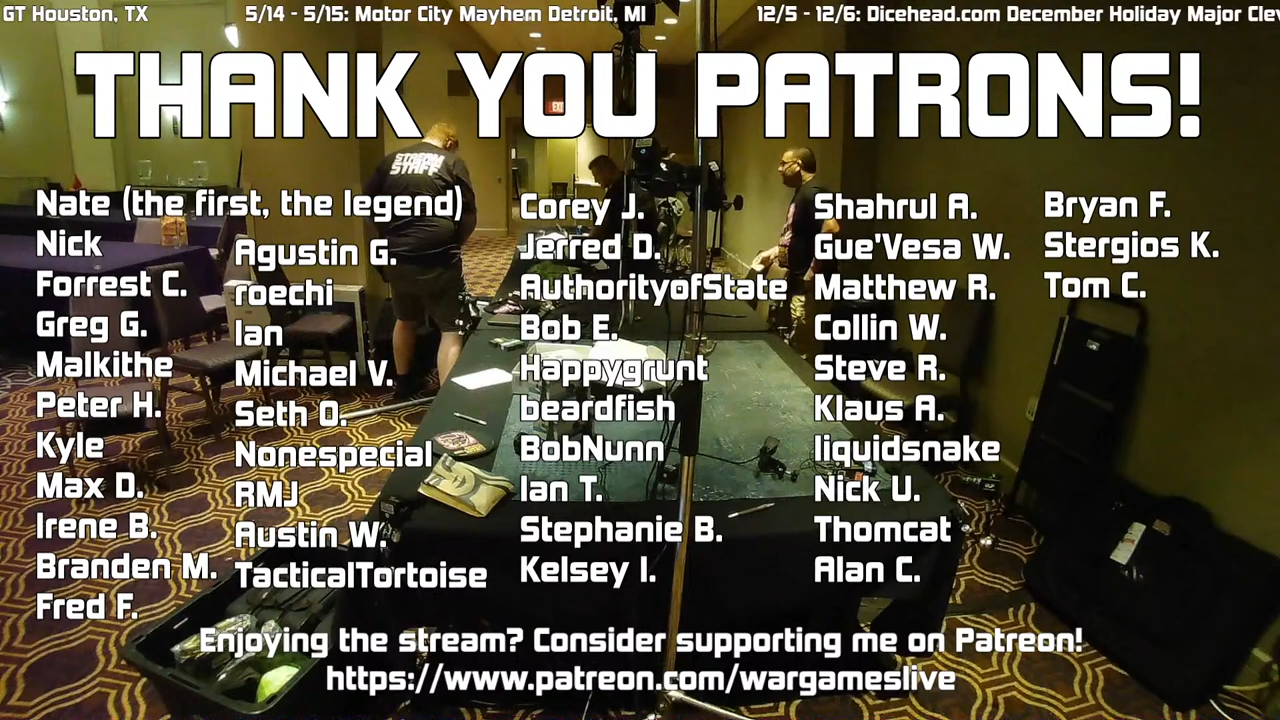 GT Houston, TX
5/14 - 5/15: Motor City Mayhem Detroit, MI
12/5 - 12/6: Dicehead.com December Holiday Major Cle
THANK YOU PATRONS!
EXIT
STREAM
STAFF
Nate (the first, the legend)
Nick
Forrest C.
Greg G.
Malkithe
Peter H.
Kyle
Max D.
Irene B.
Branden M.
Fred F.
Agustin G.
roechi
Ian
Michael V.
Seth O.
Nonespecial
RMJ
Austin W.
TacticalTortoise
Corey J.
Jerred D.
AuthorityofState
Bob E.
Happygrunt
beardfish
BobNunn
Ian T.
Stephanie B.
Kelsey I.
Shahrul A.
Gue'Vesa W.
Matthew R.
Collin W.
Steve R.
Klaus A.
liquidsnake
Nick U.
Thomcat
Alan C.
Bryan F.
Stergios K.
Tom C.
Enjoying the stream? Consider supporting me on Patreon!
https://www.patreon.com/wargameslive